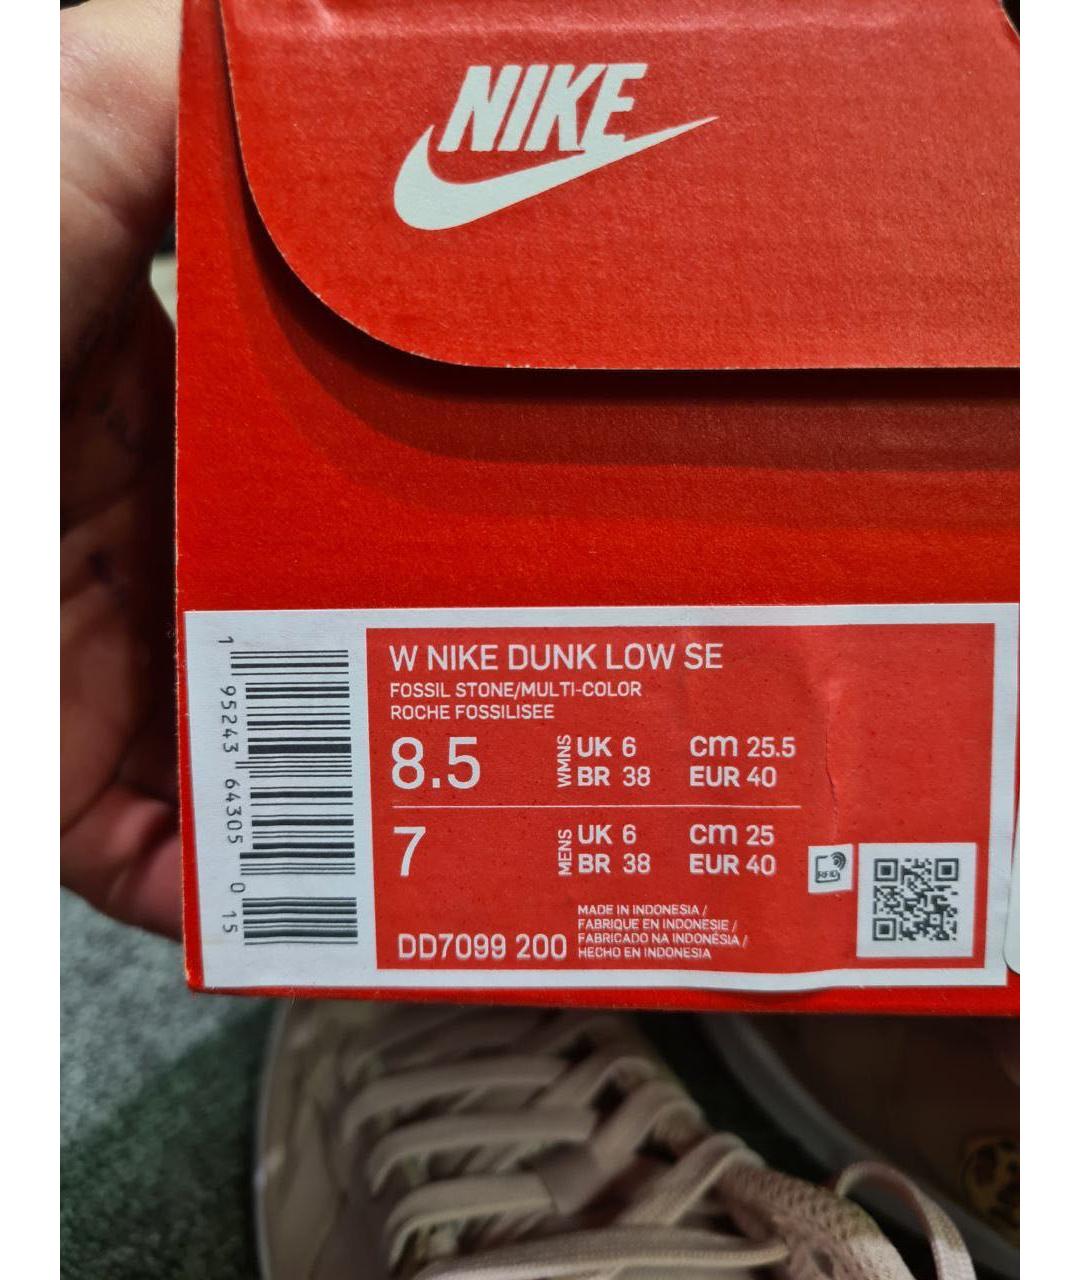 NIKE
W NIKE DUNK LOW SE
FOSSIL STONE/MULTI-COLOR
ROCHE FOSSILISEE
8.5 WMNS UK 6 cm 25.5
BR 38 EUR 40
7 MENS UK 6 cm 25
BR 38 EUR 40
RFID
MADE IN INDONESIA /
FABRIQUE EN INDONESIE /
FABRICADO NA INDONÉSIA /
HECHO EN INDONESIA
DD7099 200
1 95243 64305 0 15